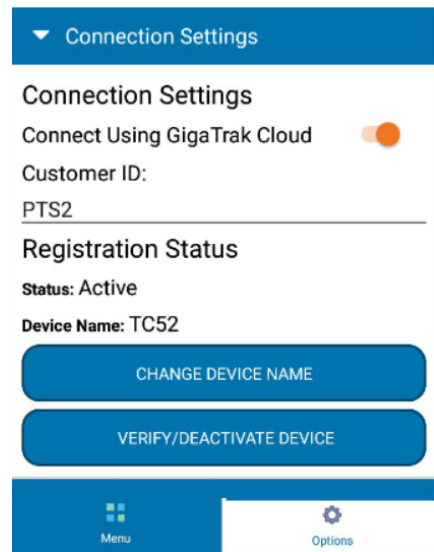 Connection Settings
Connection Settings
Connect Using GigaTrak Cloud
Customer ID:
PTS2
Registration Status
Status: Active
Device Name: TC52
CHANGE DEVICE NAME
VERIFY/DEACTIVATE DEVICE
Menu
Options